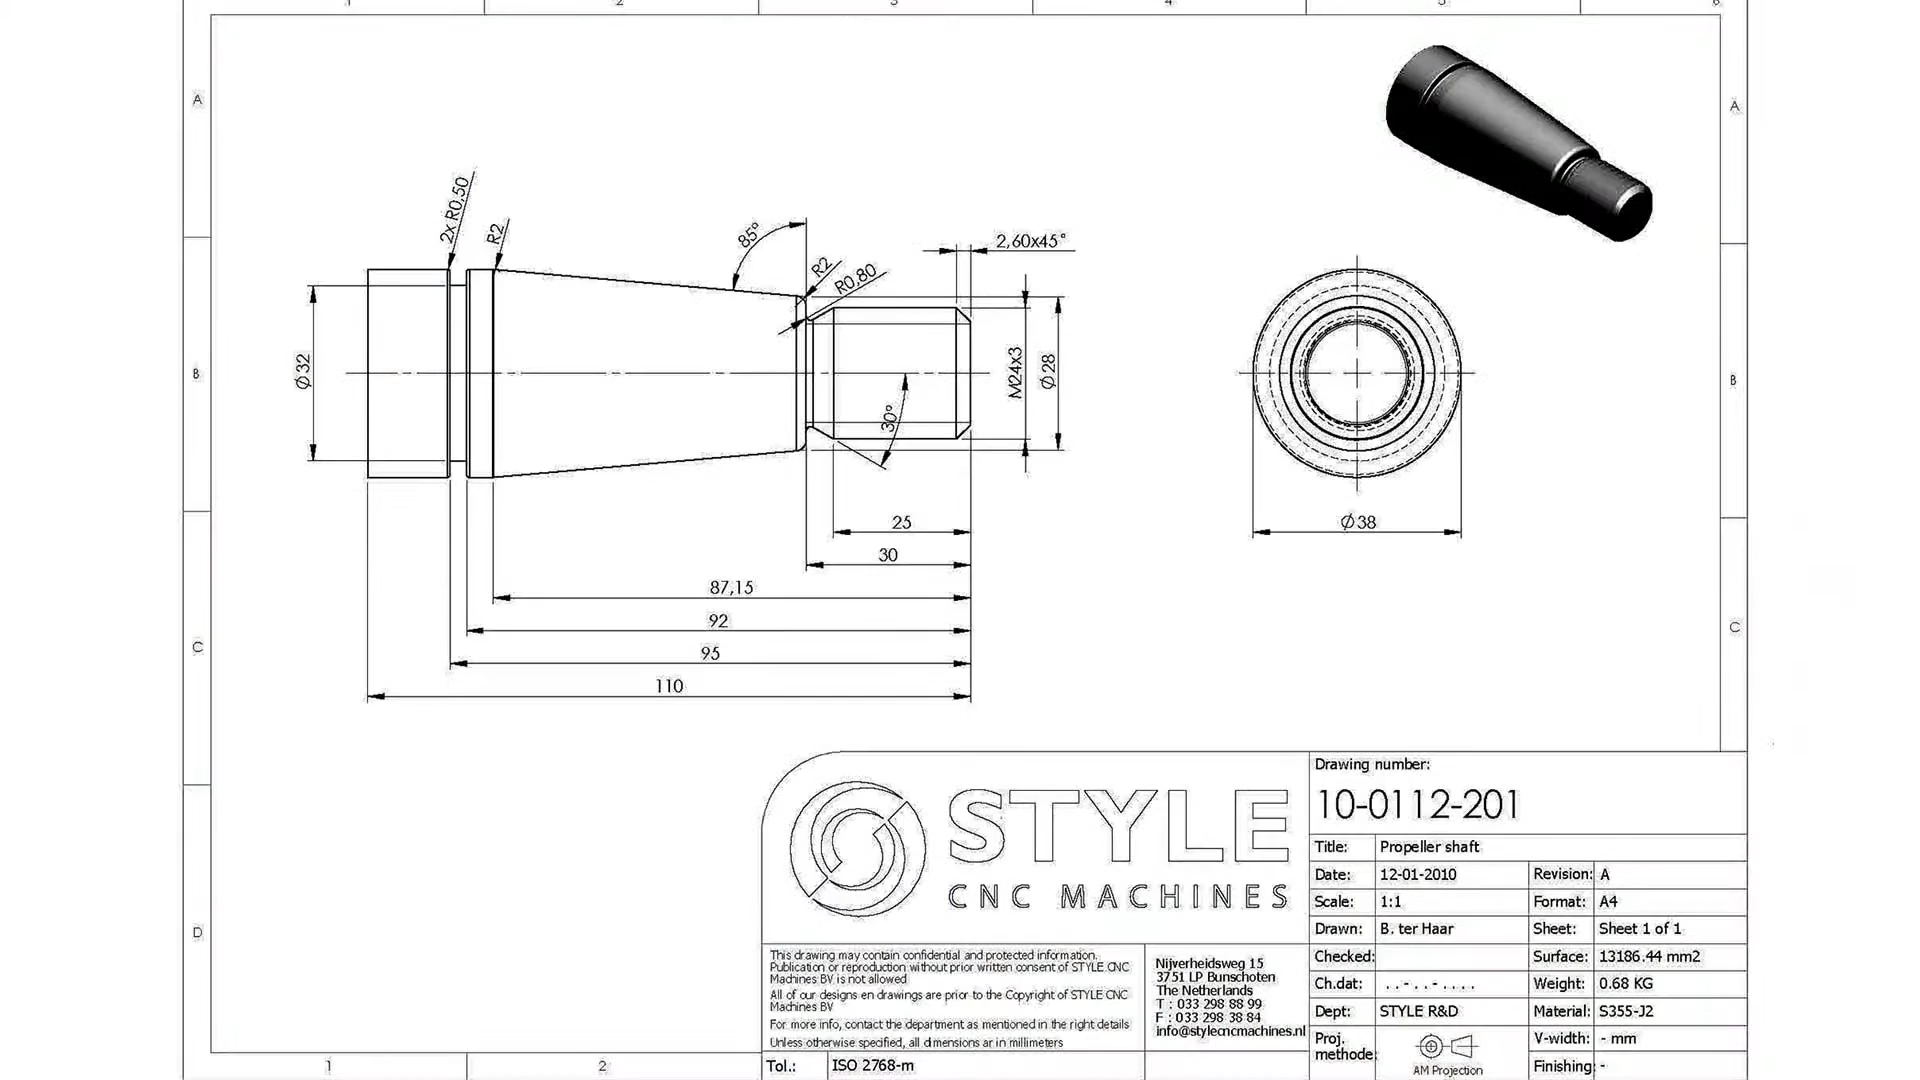 1 2 3 4 5 6
A A
2x R0,50
R2
85°
R2
R0,80
2,60x45°
B B
Ø32
M24x3
Ø28
30°
Ø38
25
30
87,15
92
95
110
C C
D
Drawing number:
10-0112-201
STYLE
CNC MACHINES
Title: Propeller shaft
Date: 12-01-2010 Revision: A
Scale: 1:1 Format: A4
Drawn: B. ter Haar Sheet: Sheet 1 of 1
Checked: Surface: 13186.44 mm2
Ch.dat: . . - . . - . . . . Weight: 0.68 KG
Dept: STYLE R&D Material: S355-J2
Proj. methode: AM Projection V-width: - mm
Finishing: -
This drawing may contain confidential and protected information.
Publication or reproduction without prior written consent of STYLE CNC
Machines BV is not allowed
All of our designs en drawings are prior to the Copyright of STYLE CNC
Machines BV
For more info, contact the department as mentioned in the right details
Unless otherwise specified, all dimensions ar in millimeters
Nijverheidsweg 15
3751 LP Bunschoten
The Netherlands
T : 033 298 88 99
F : 033 298 38 84
info@stylecncmachines.nl
Tol.: ISO 2768-m
1 2